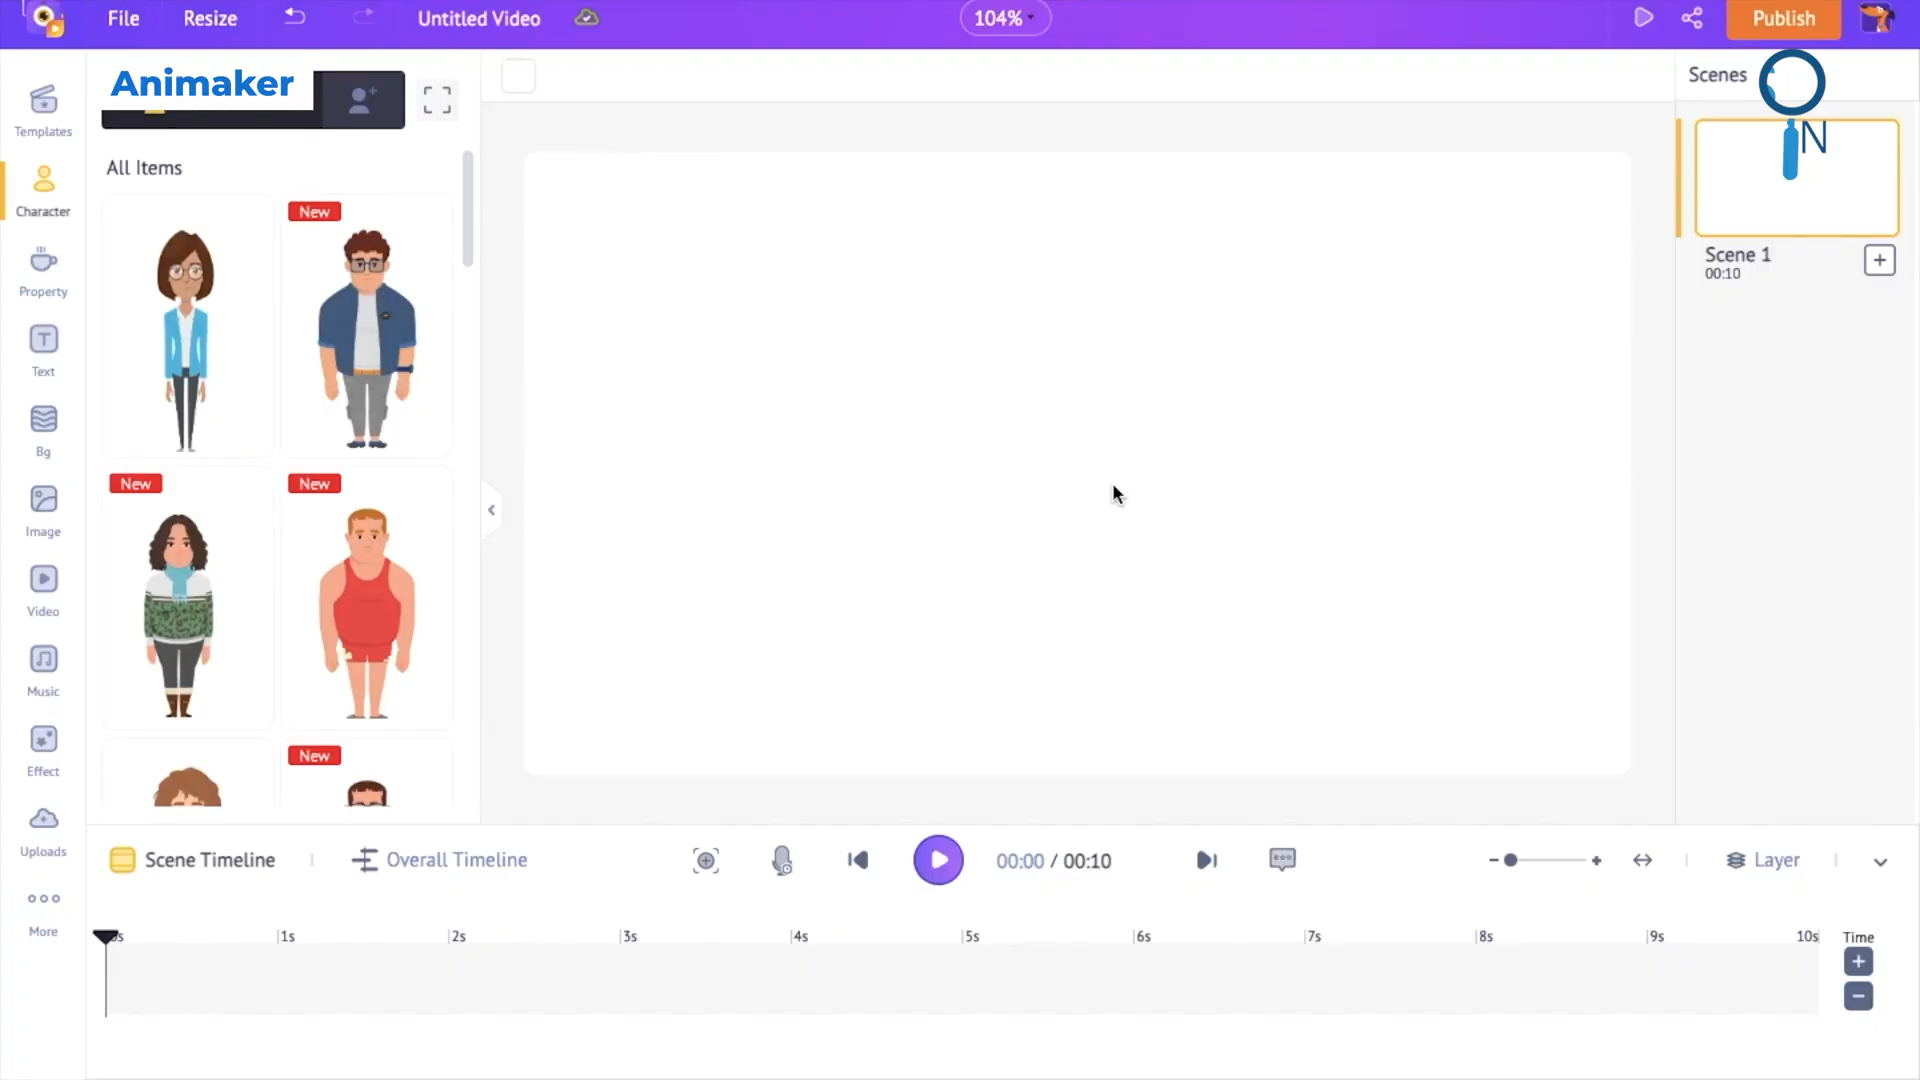 File
Resize
Untitled Video
104%
Publish
Animaker
Scenes
N
Templates
Character
Property
Text
Bg
Image
Video
Music
Effect
Uploads
More
All Items
New
New
New
New
Scene 1
00:10
Scene Timeline
Overall Timeline
00:00 / 00:10
Layer
1s
2s
3s
4s
5s
6s
7s
8s
9s
10s
Time